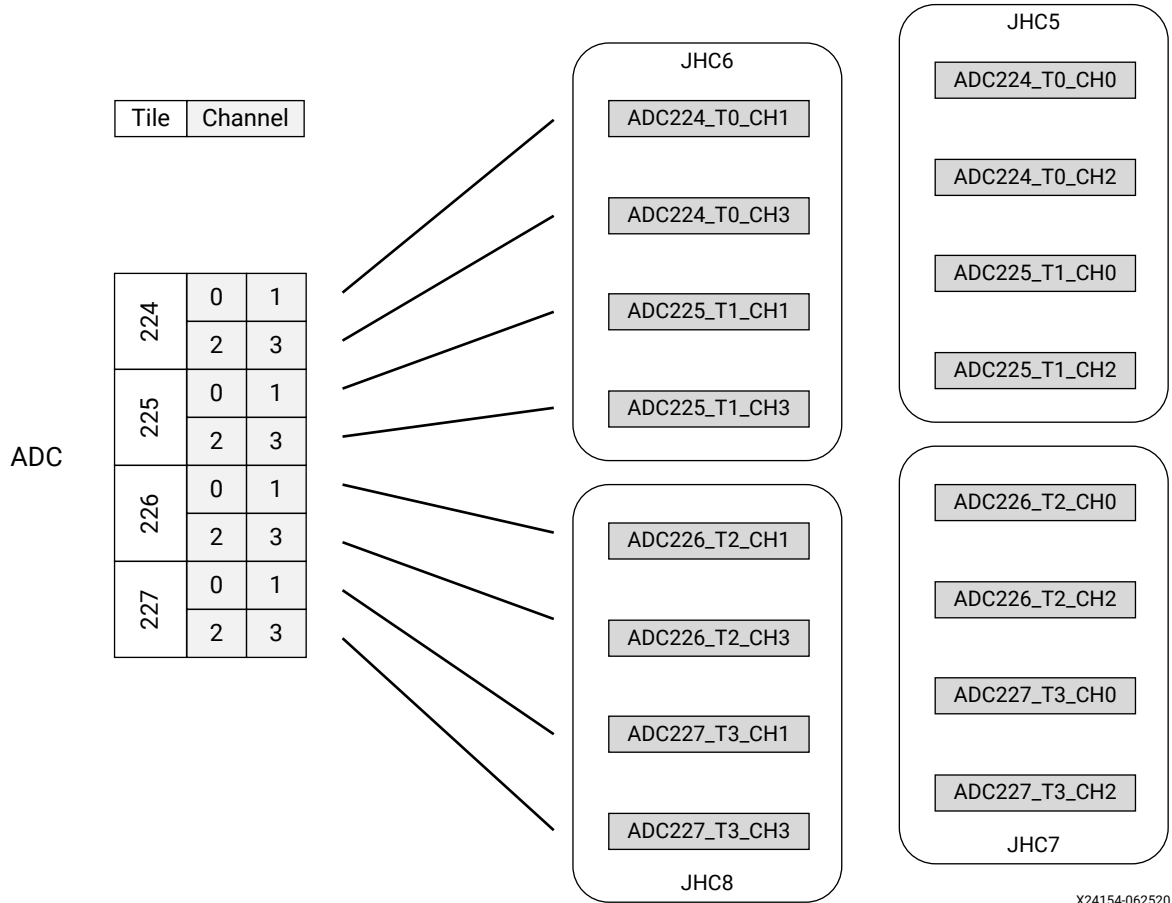 Tile Channel
ADC
224
0 1
2 3
225
0 1
2 3
226
0 1
2 3
227
0 1
2 3
JHC6
ADC224_T0_CH1
ADC224_T0_CH3
ADC225_T1_CH1
ADC225_T1_CH3
ADC226_T2_CH1
ADC226_T2_CH3
ADC227_T3_CH1
ADC227_T3_CH3
JHC8
JHC5
ADC224_T0_CH0
ADC224_T0_CH2
ADC225_T1_CH0
ADC225_T1_CH2
ADC226_T2_CH0
ADC226_T2_CH2
ADC227_T3_CH0
ADC227_T3_CH2
JHC7
X24154-062520